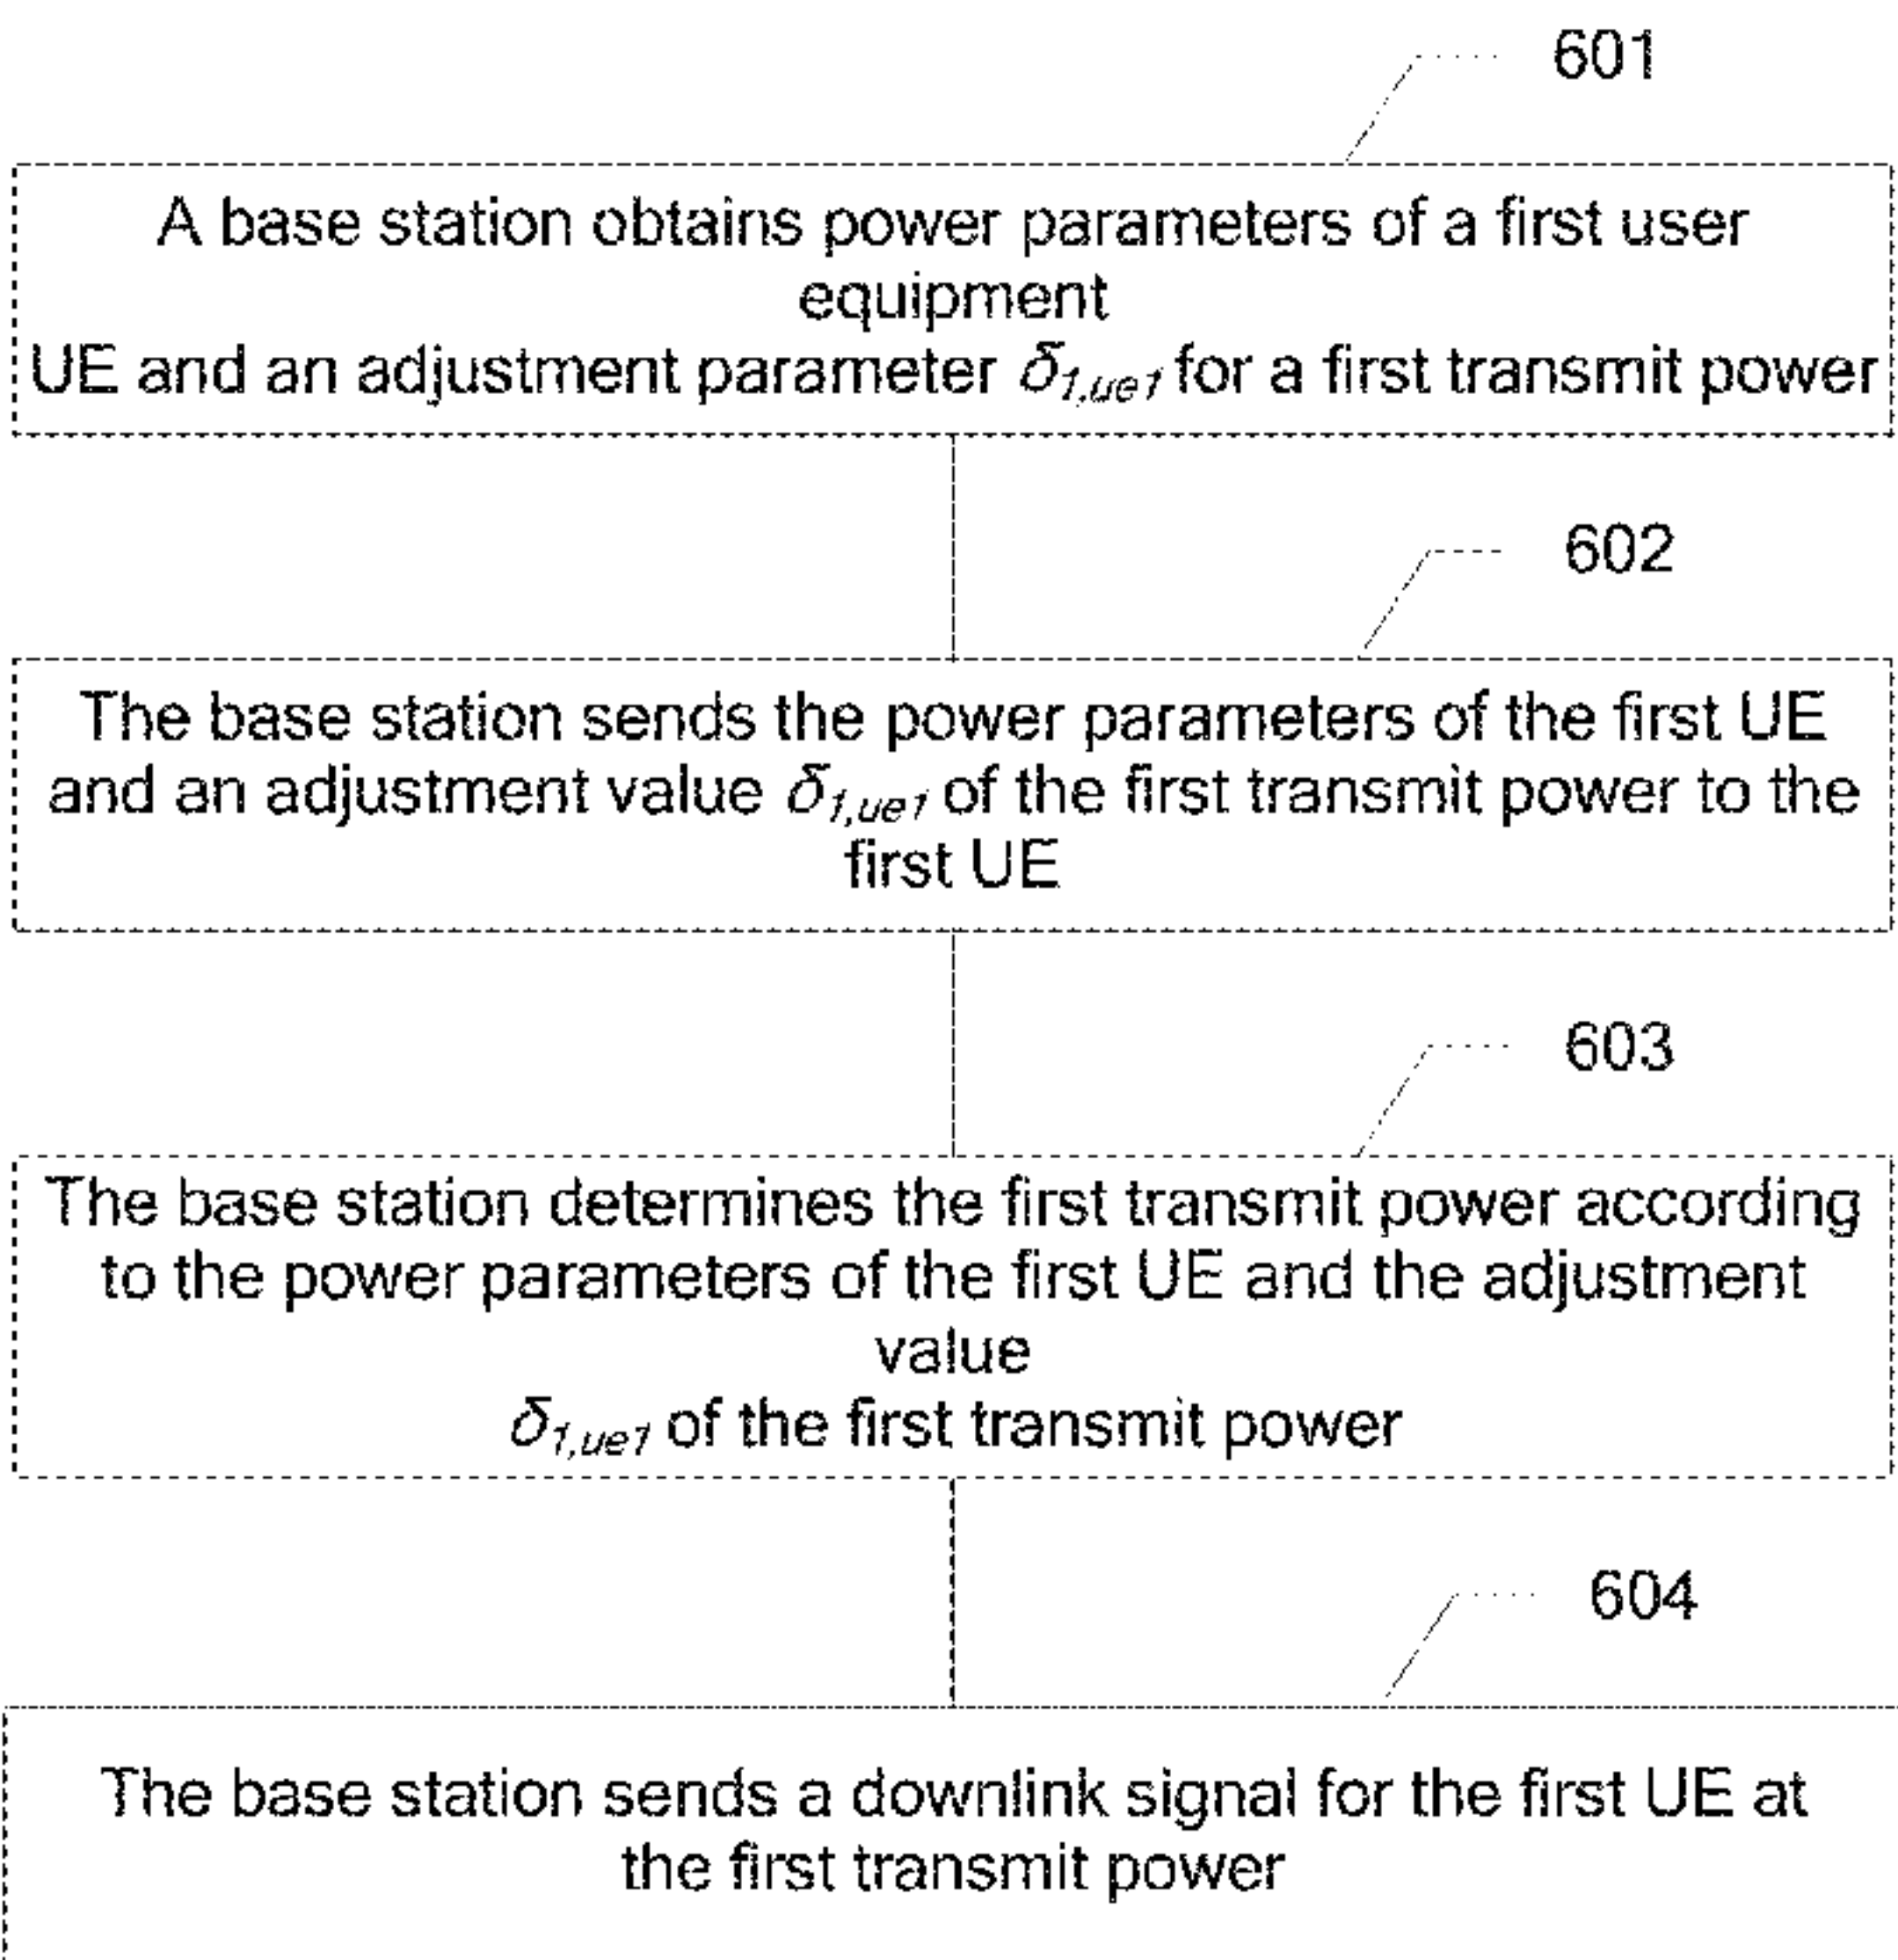 601
A base station obtains power parameters of a first user
equipment
UE and an adjustment parameter δ1,ue1 for a first transmit power
602
The base station sends the power parameters of the first UE
and an adjustment value δ1,ue1 of the first transmit power to the
first UE
603
The base station determines the first transmit power according
to the power parameters of the first UE and the adjustment
value
δ1,ue1 of the first transmit power
604
The base station sends a downlink signal for the first UE at
the first transmit power